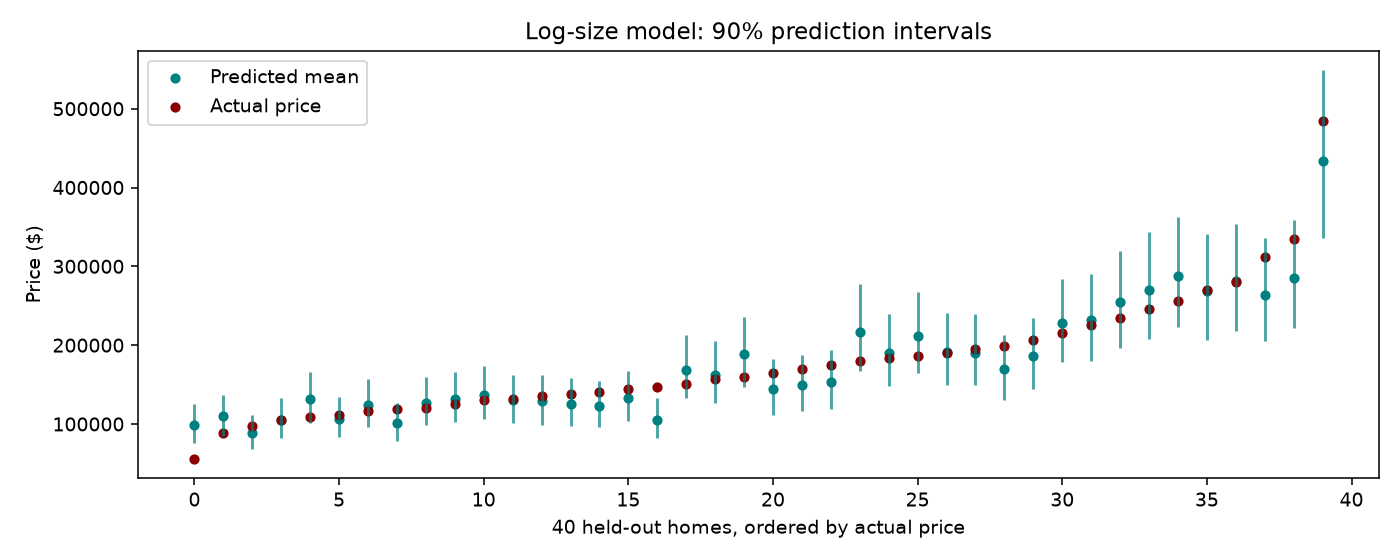 Log-size model: 90% prediction intervals
Predicted mean
Actual price
Price ($)
500000
400000
300000
200000
100000
0 5 10 15 20 25 30 35 40
40 held-out homes, ordered by actual price